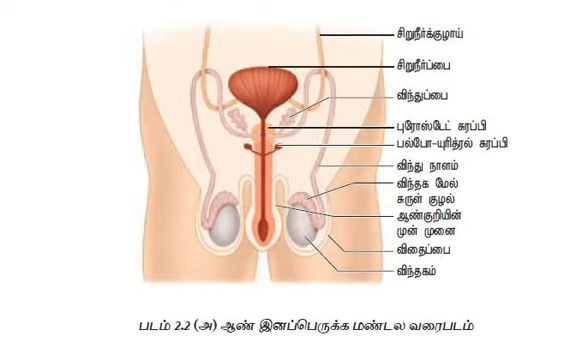 சிறுநீர்க்குழாய்
சிறுநீர்ப்பை
விந்துப்பை
புரோஸ்டேட் சுரப்பி
பல்போ-யுரித்ரல் சுரப்பி
விந்து நாளம்
விந்தக மேல்
சுருள் குழல்
ஆண்குறியின்
முன் முனை
விதைப்பை
விந்தகம்
படம் 2.2 (அ) ஆண் இனப்பெருக்க மண்டல வரைபடம்